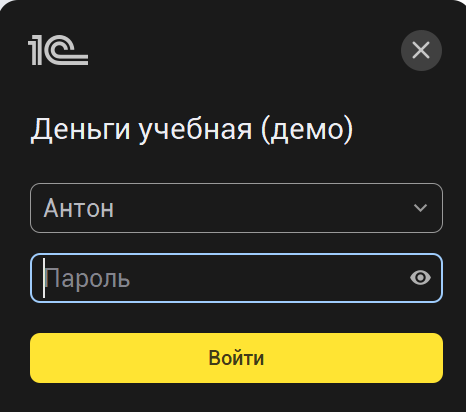 1С
Деньги учебная (демо)
Антон
Пароль
Войти